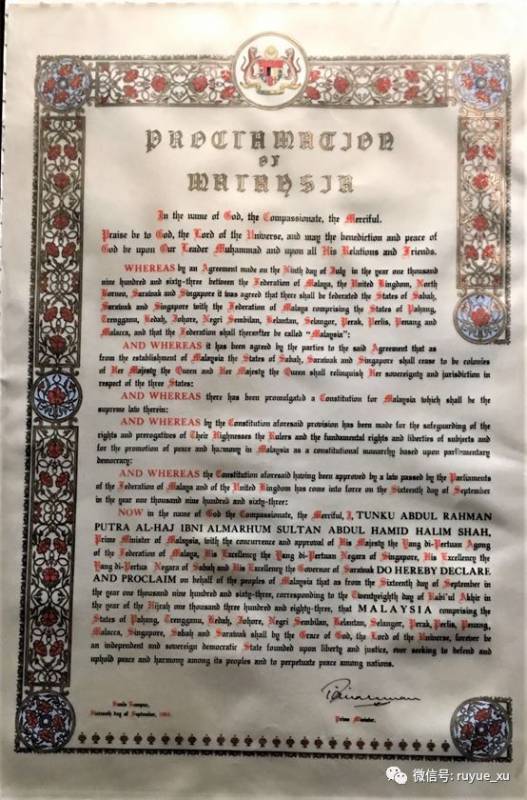 PROCLAMATION
OF
MALAYSIA
In the name of God, the Compassionate, the Merciful.
Praise be to God, the Lord of the Universe, and may the benediction and peace of
God be upon Our Leader Muhammad and upon all His Relations and Friends.
WHEREAS by an Agreement made on the Ninth day of July in the year one thousand
nine hundred and sixty-three between the Federation of Malaya, the United Kingdom, North
Borneo, Sarawak and Singapore it was agreed that there shall be federated the States of Sabah,
Sarawak and Singapore with the Federation of Malaya comprising the States of Pahang,
Trengganu, Kedah, Johore, Negri Sembilan, Kelantan, Selangor, Perak, Perlis, Penang and
Malacca, and that the Federation shall thereafter be called "Malaysia":
AND WHEREAS it has been agreed by the parties to the said Agreement that as
from the establishment of Malaysia the States of Sabah, Sarawak and Singapore shall cease to be colonies
of Her Majesty the Queen and Her Majesty the Queen shall relinquish Her sovereignty and jurisdiction in
respect of the three States:
AND WHEREAS there has been promulgated a Constitution for Malaysia which shall be the
supreme law therein:
AND WHEREAS by the Constitution aforesaid provision has been made for the safeguarding of the
rights and prerogatives of Their Highnesses the Rulers and the fundamental rights and liberties of subjects and
for the promotion of peace and harmony in Malaysia as a constitutional monarchy based upon parliamentary
democracy:
AND WHEREAS the Constitution aforesaid having been approved by a law passed by the Parliaments
of the Federation of Malaya and of the United Kingdom has come into force on the Sixteenth day of September
in the year one thousand nine hundred and sixty-three:
NOW in the name of God the Compassionate, the Merciful, I, TUNKU ABDUL RAHMAN
PUTRA AL-HAJ IBNI ALMARHUM SULTAN ABDUL HAMID HALIM SHAH,
Prime Minister of Malaysia, with the concurrence and approval of His Majesty the Yang di-Pertuan Agong
of the Federation of Malaya, His Excellency the Yang di-Pertuan Negara of Singapore, His Excellency the
Yang di-Pertua Negara of Sabah and His Excellency the Governor of Sarawak DO HEREBY DECLARE
AND PROCLAIM on behalf of the peoples of Malaysia that as from the Sixteenth day of September in
the year one thousand nine hundred and sixty-three, corresponding to the Twentyeighth day of Rabi'ul Akhir in
the year of the Hijrah one thousand three hundred and eighty-three, that MALAYSIA comprising the
States of Pahang, Trengganu, Kedah, Johore, Negri Sembilan, Kelantan, Selangor, Perak, Perlis, Penang,
Malacca, Singapore, Sabah and Sarawak shall by the Grace of God, the Lord of the Universe, forever be
an independent and sovereign democratic State founded upon liberty and justice, ever seeking to defend and
uphold peace and harmony among its peoples and to perpetuate peace among nations.
Kuala Lumpur,
Sixteenth day of September, 1963.
Prime Minister.
微信号: ruyue_xu